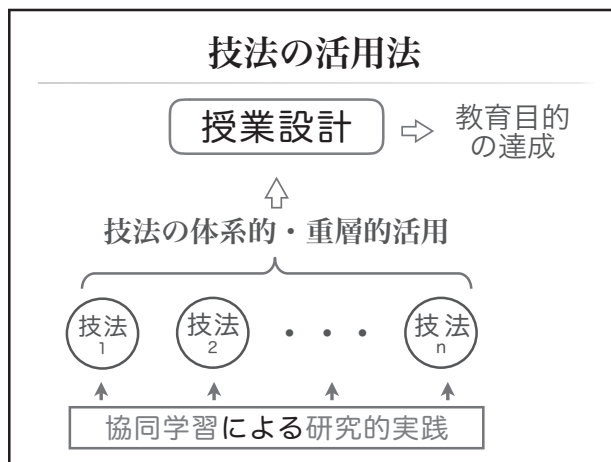 技法の活用法
授業設計
教育目的
の達成
技法の体系的・重層的活用
技法
1
技法
2
・・・
技法
n
協同学習による研究的実践